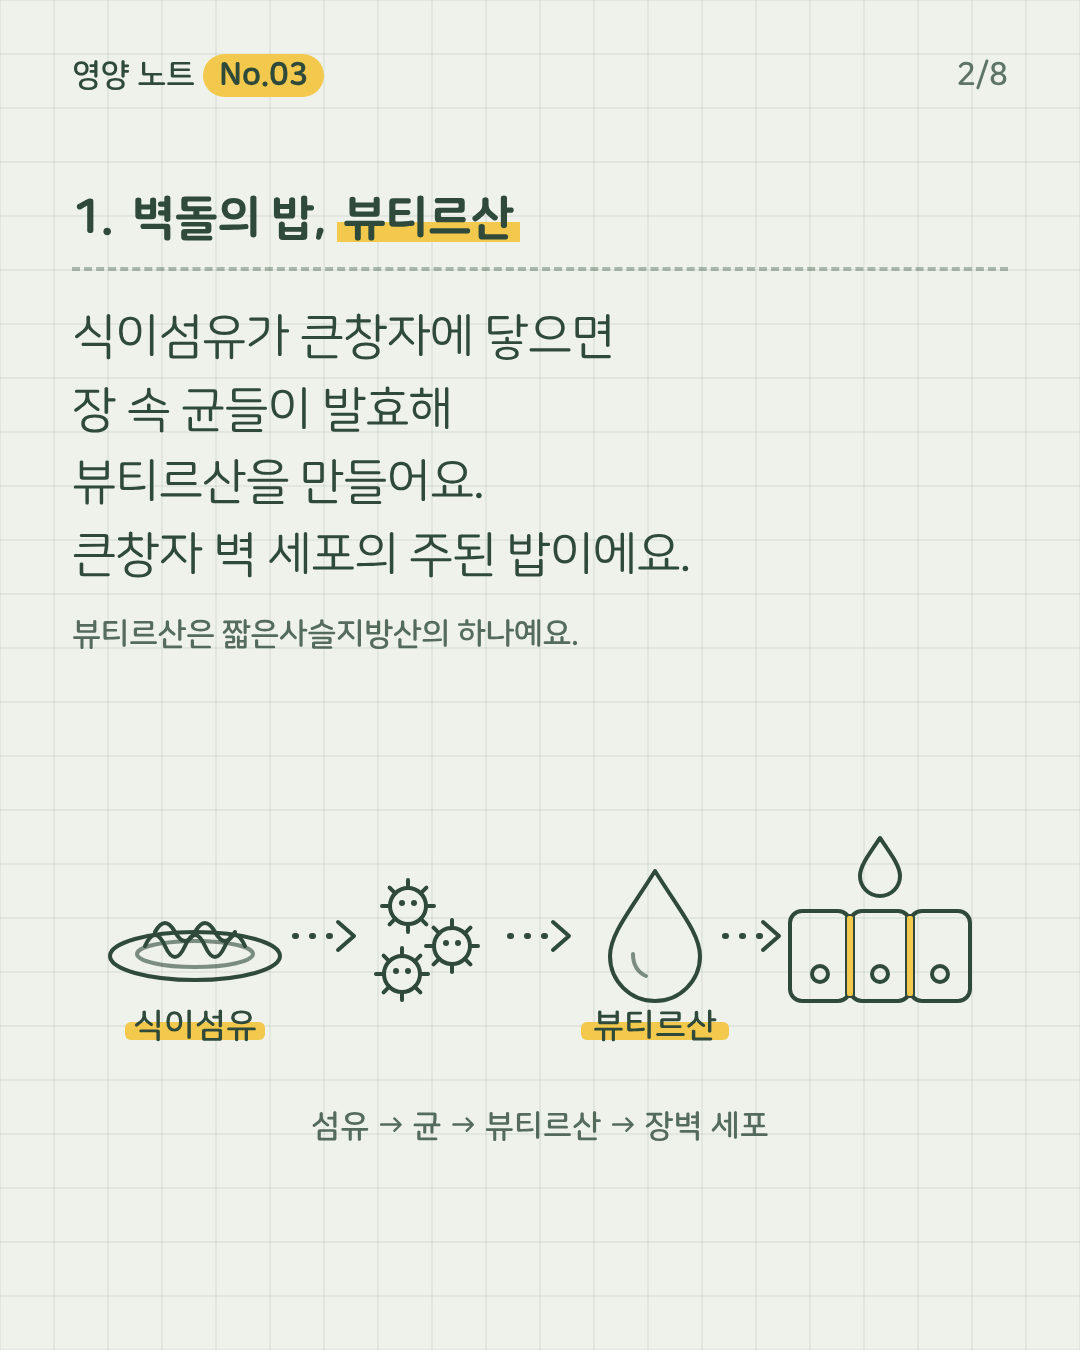 영양 노트 No.03
2/8
1. 벽돌의 밥, 뷰티르산
식이섬유가 큰창자에 닿으면
장 속 균들이 발효해
뷰티르산을 만들어요.
큰창자 벽 세포의 주된 밥이에요.
뷰티르산은 짧은사슬지방산의 하나예요.
식이섬유
뷰티르산
섬유 → 균 → 뷰티르산 → 장벽 세포